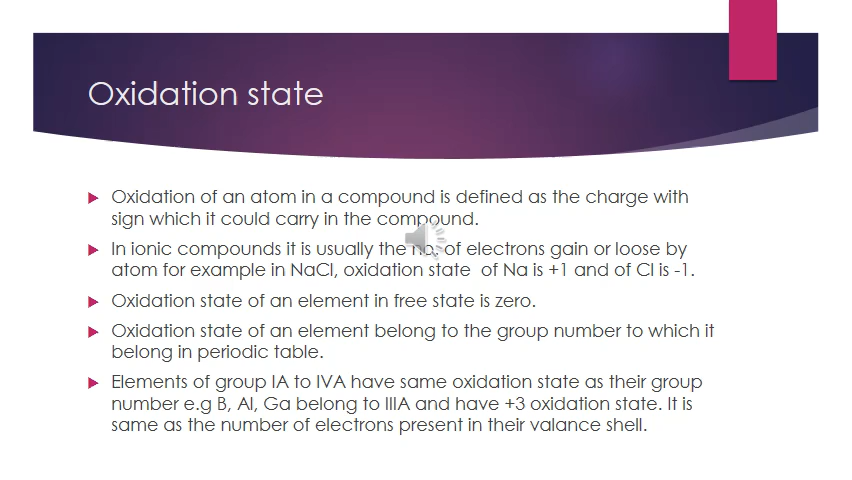 Oxidation state
Oxidation of an atom in a compound is defined as the charge with
sign which it could carry in the compound.
In ionic compounds it is usually the no. of electrons gain or loose by
atom for example in NaCl, oxidation state of Na is +1 and of Cl is -1.
Oxidation state of an element in free state is zero.
Oxidation state of an element belong to the group number to which it
belong in periodic table.
Elements of group IA to IVA have same oxidation state as their group
number e.g B, Al, Ga belong to IIIA and have +3 oxidation state. It is
same as the number of electrons present in their valance shell.